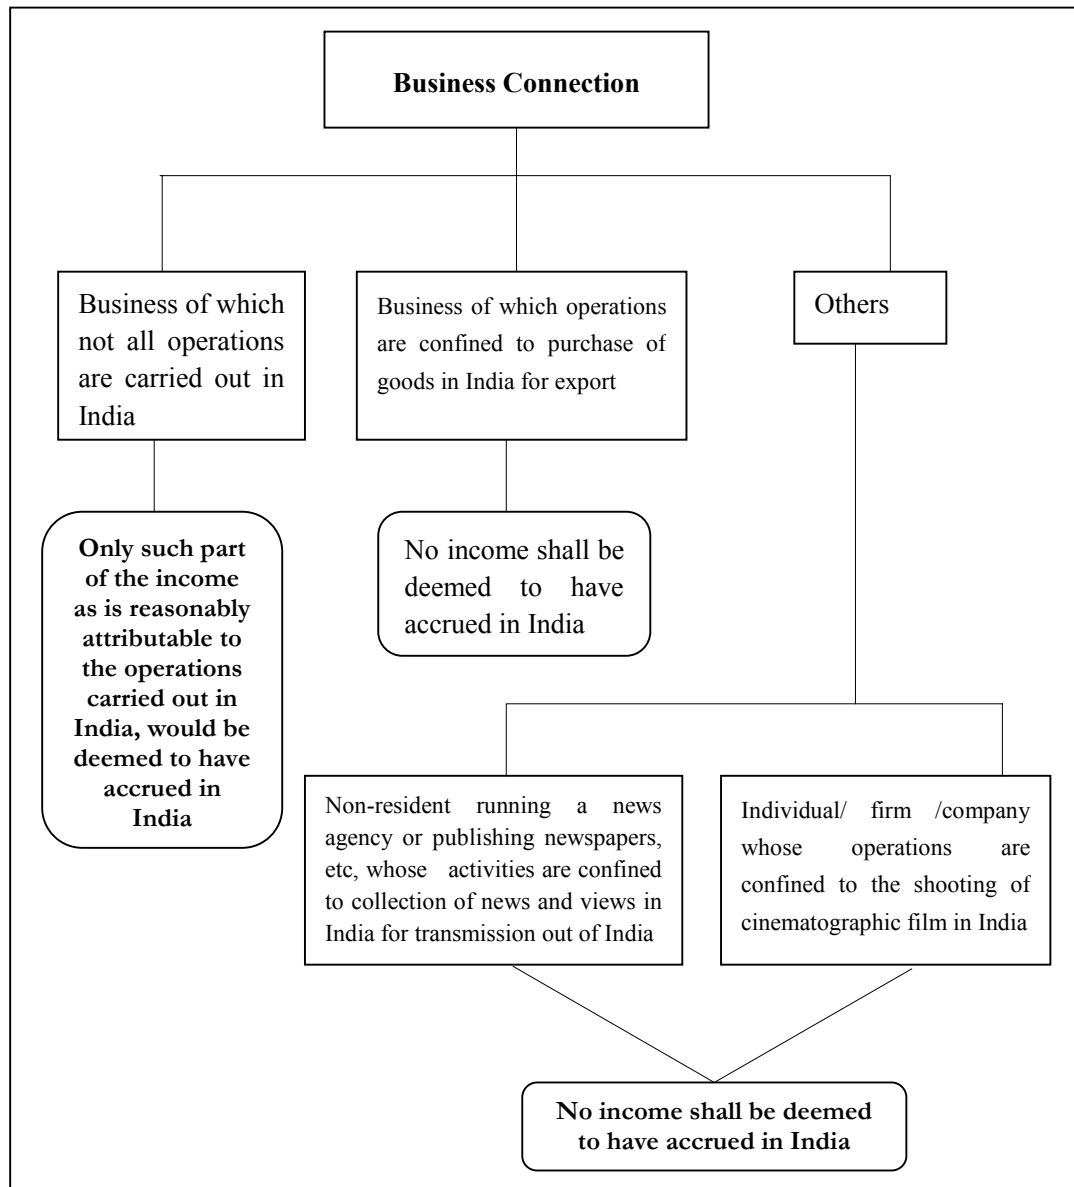 Business Connection
Business of which
not all operations
are carried out in
India
Business of which operations
are confined to purchase of
goods in India for export
Others
Only such part
of the income
as is reasonably
attributable to
the operations
carried out in
India, would be
deemed to have
accrued in
India
No income shall be
deemed to have
accrued in India
Non-resident running a news
agency or publishing newspapers,
etc, whose activities are confined
to collection of news and views in
India for transmission out of India
Individual/ firm /company
whose operations are
confined to the shooting of
cinematographic film in India
No income shall be deemed
to have accrued in India